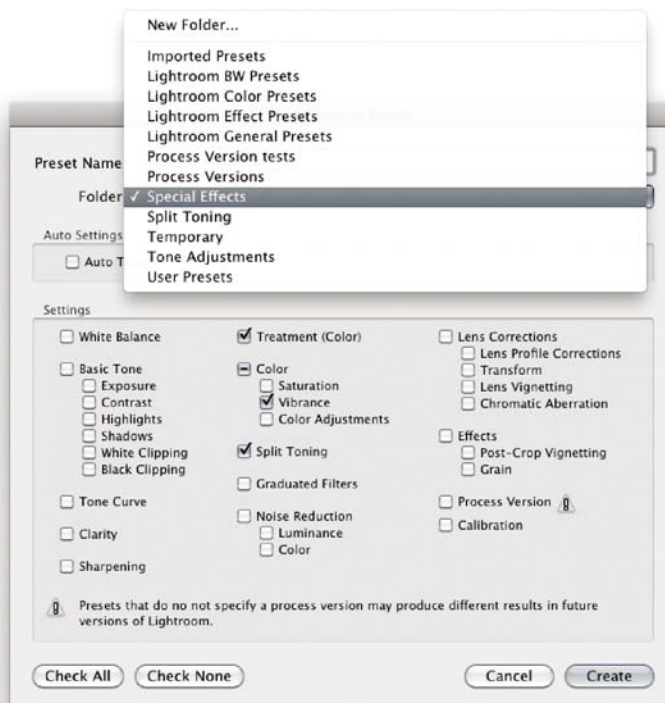 New Folder...
Imported Presets
Lightroom BW Presets
Lightroom Color Presets
Lightroom Effect Presets
Lightroom General Presets
Process Version tests
Preset Name
Process Versions
Folder ✓ Special Effects
Split Toning
Auto Settings
Temporary
Auto T
Tone Adjustments
User Presets
Settings
White Balance
Basic Tone
Exposure
Contrast
Highlights
Shadows
White Clipping
Black Clipping
Tone Curve
Clarity
Sharpening
Treatment (Color)
Color
Saturation
Vibrance
Color Adjustments
Split Toning
Graduated Filters
Noise Reduction
Luminance
Color
Lens Corrections
Lens Profile Corrections
Transform
Lens Vignetting
Chromatic Aberration
Effects
Post-Crop Vignetting
Grain
Process Version
Calibration
Presets that do no not specify a process version may produce different results in future
versions of Lightroom.
Check All
Check None
Cancel
Create